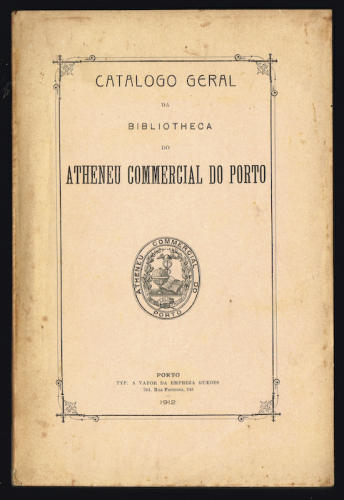 CATALOGO GERAL
DA
BIBLIOTHECA
DO
ATHENEU COMMERCIAL DO PORTO
ATHENEU COMMERCIAL DO
PORTO
PORTO
TYP. A VAPOR DA EMPREZA GUEDES
Rua Formosa,
1912